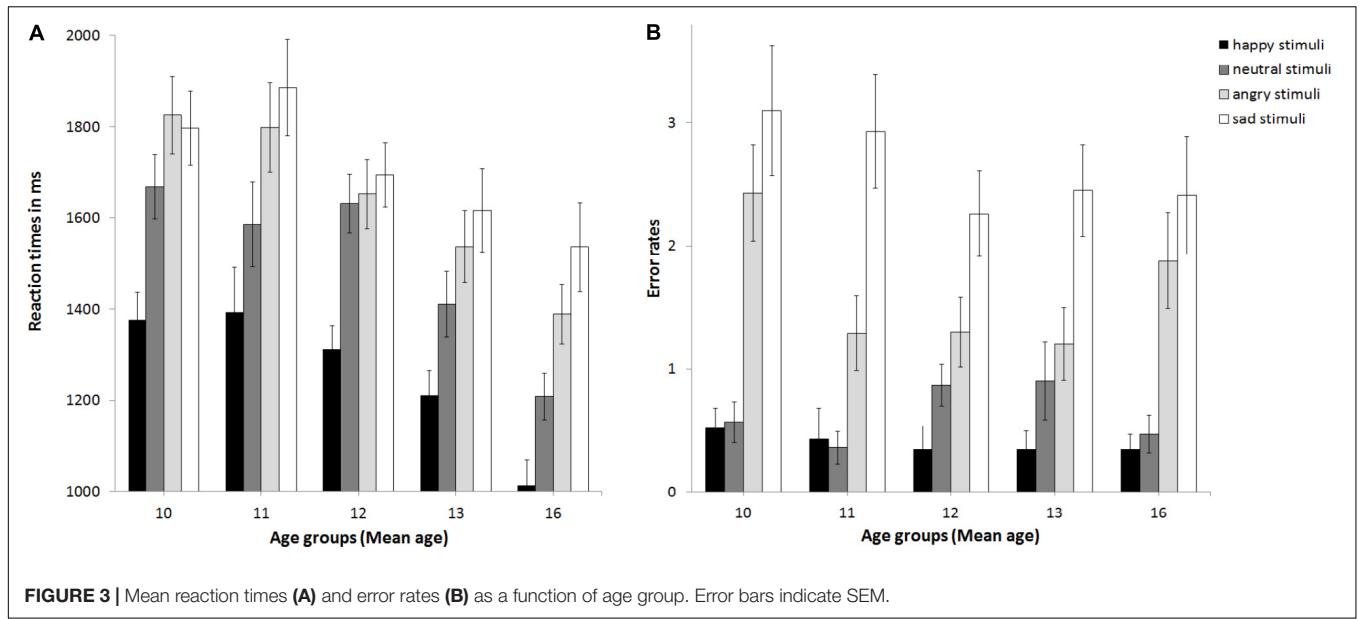 A
2000
1800
1600
1400
1200
1000
Reaction times in ms
10 11 12 13 16
Age groups (Mean age)
B
3
2
1
0
Error rates
10 11 12 13 16
Age groups (Mean age)
happy stimuli
neutral stimuli
angry stimuli
sad stimuli
FIGURE 3 | Mean reaction times (A) and error rates (B) as a function of age group. Error bars indicate SEM.